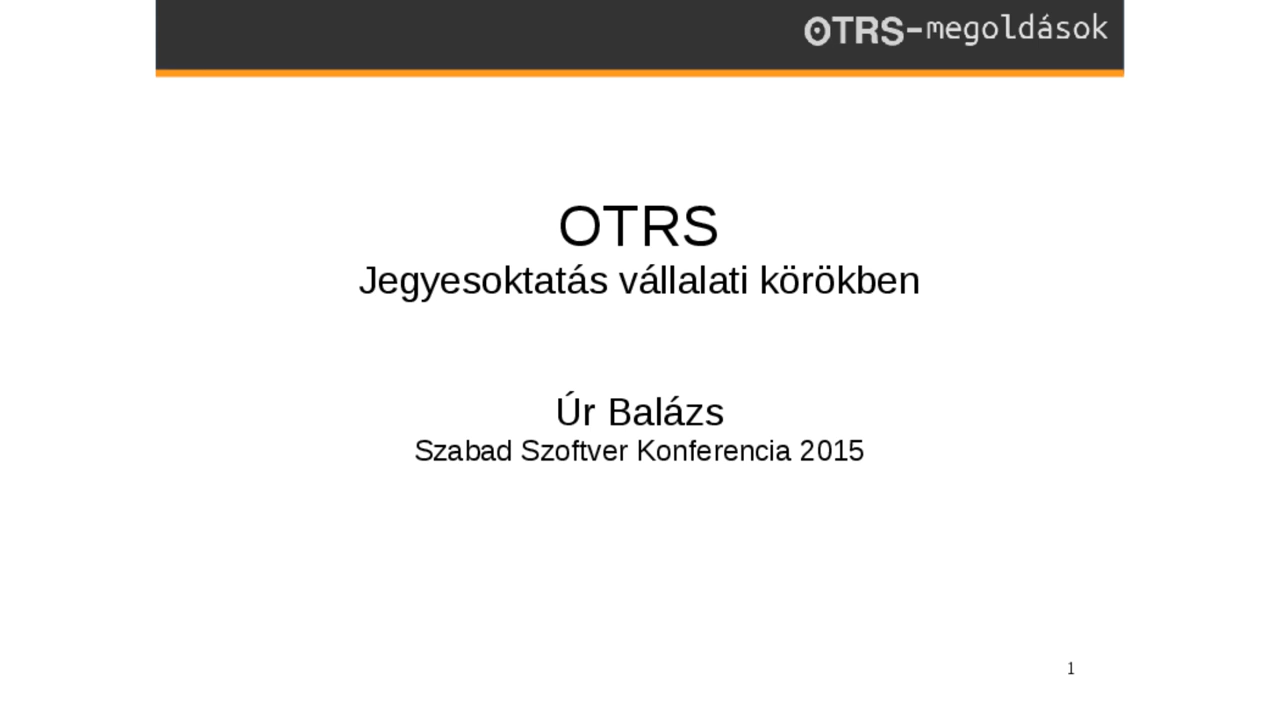 OTRS-megoldások
OTRS
Jegyesoktatás vállalati körökben
Úr Balázs
Szabad Szoftver Konferencia 2015
1